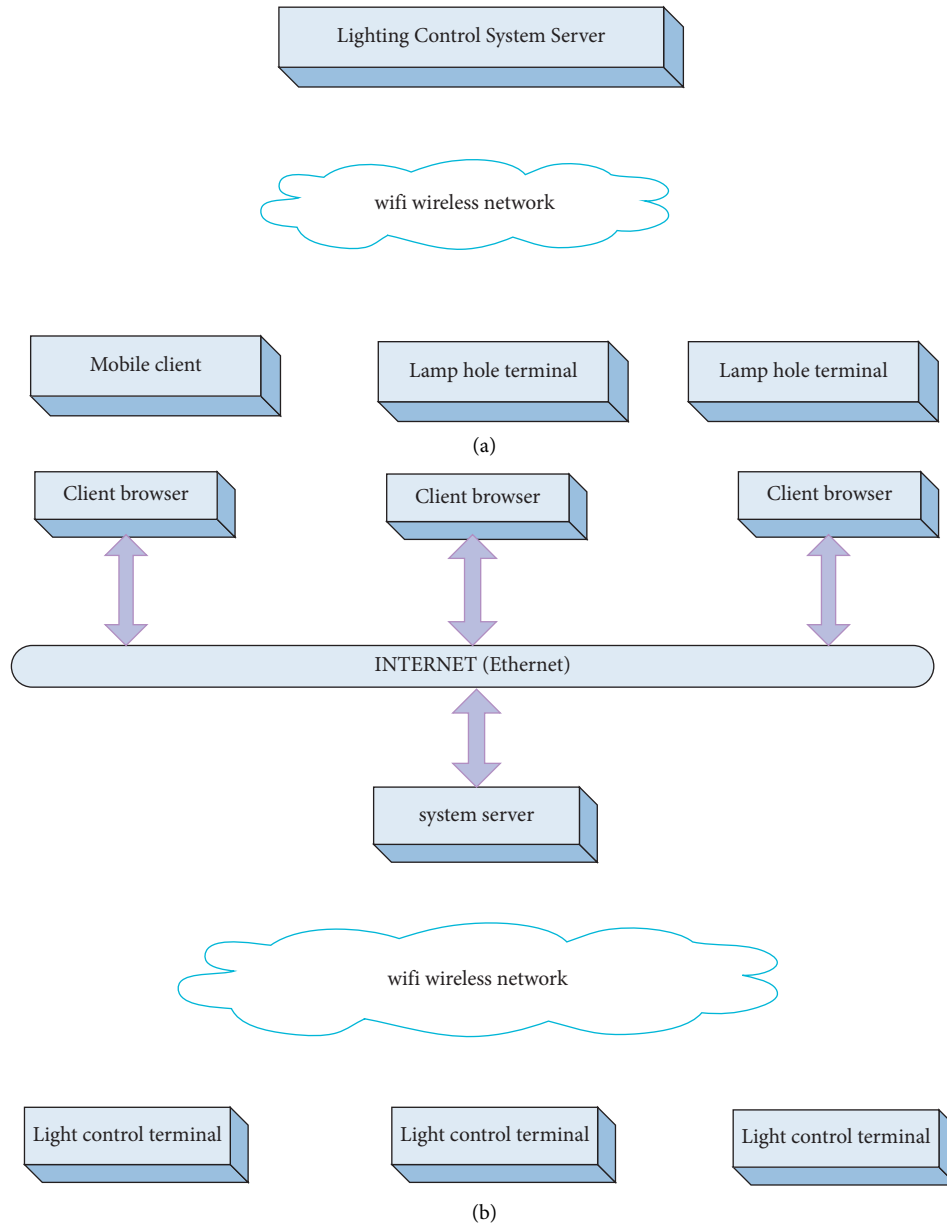 Lighting Control System Server
wifi wireless network
Mobile client
Lamp hole terminal
Lamp hole terminal
(a)
Client browser
Client browser
Client browser
INTERNET (Ethernet)
system server
wifi wireless network
Light control terminal
Light control terminal
Light control terminal
(b)